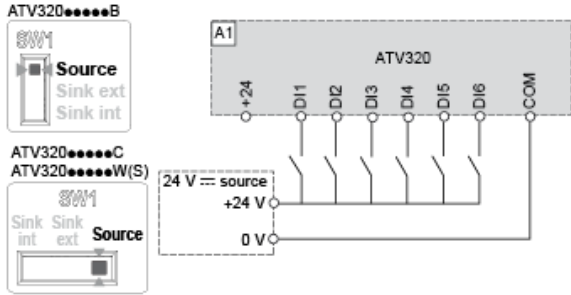 ATV320●●●●●B
SW1
Source
Sink ext
Sink int
ATV320●●●●●C
ATV320●●●●●W(S)
SW1
Sink int
Sink ext
Source
A1
ATV320
+24
DI1
DI2
DI3
DI4
DI5
DI6
COM
24 V ⎓ source
+24 V
0 V